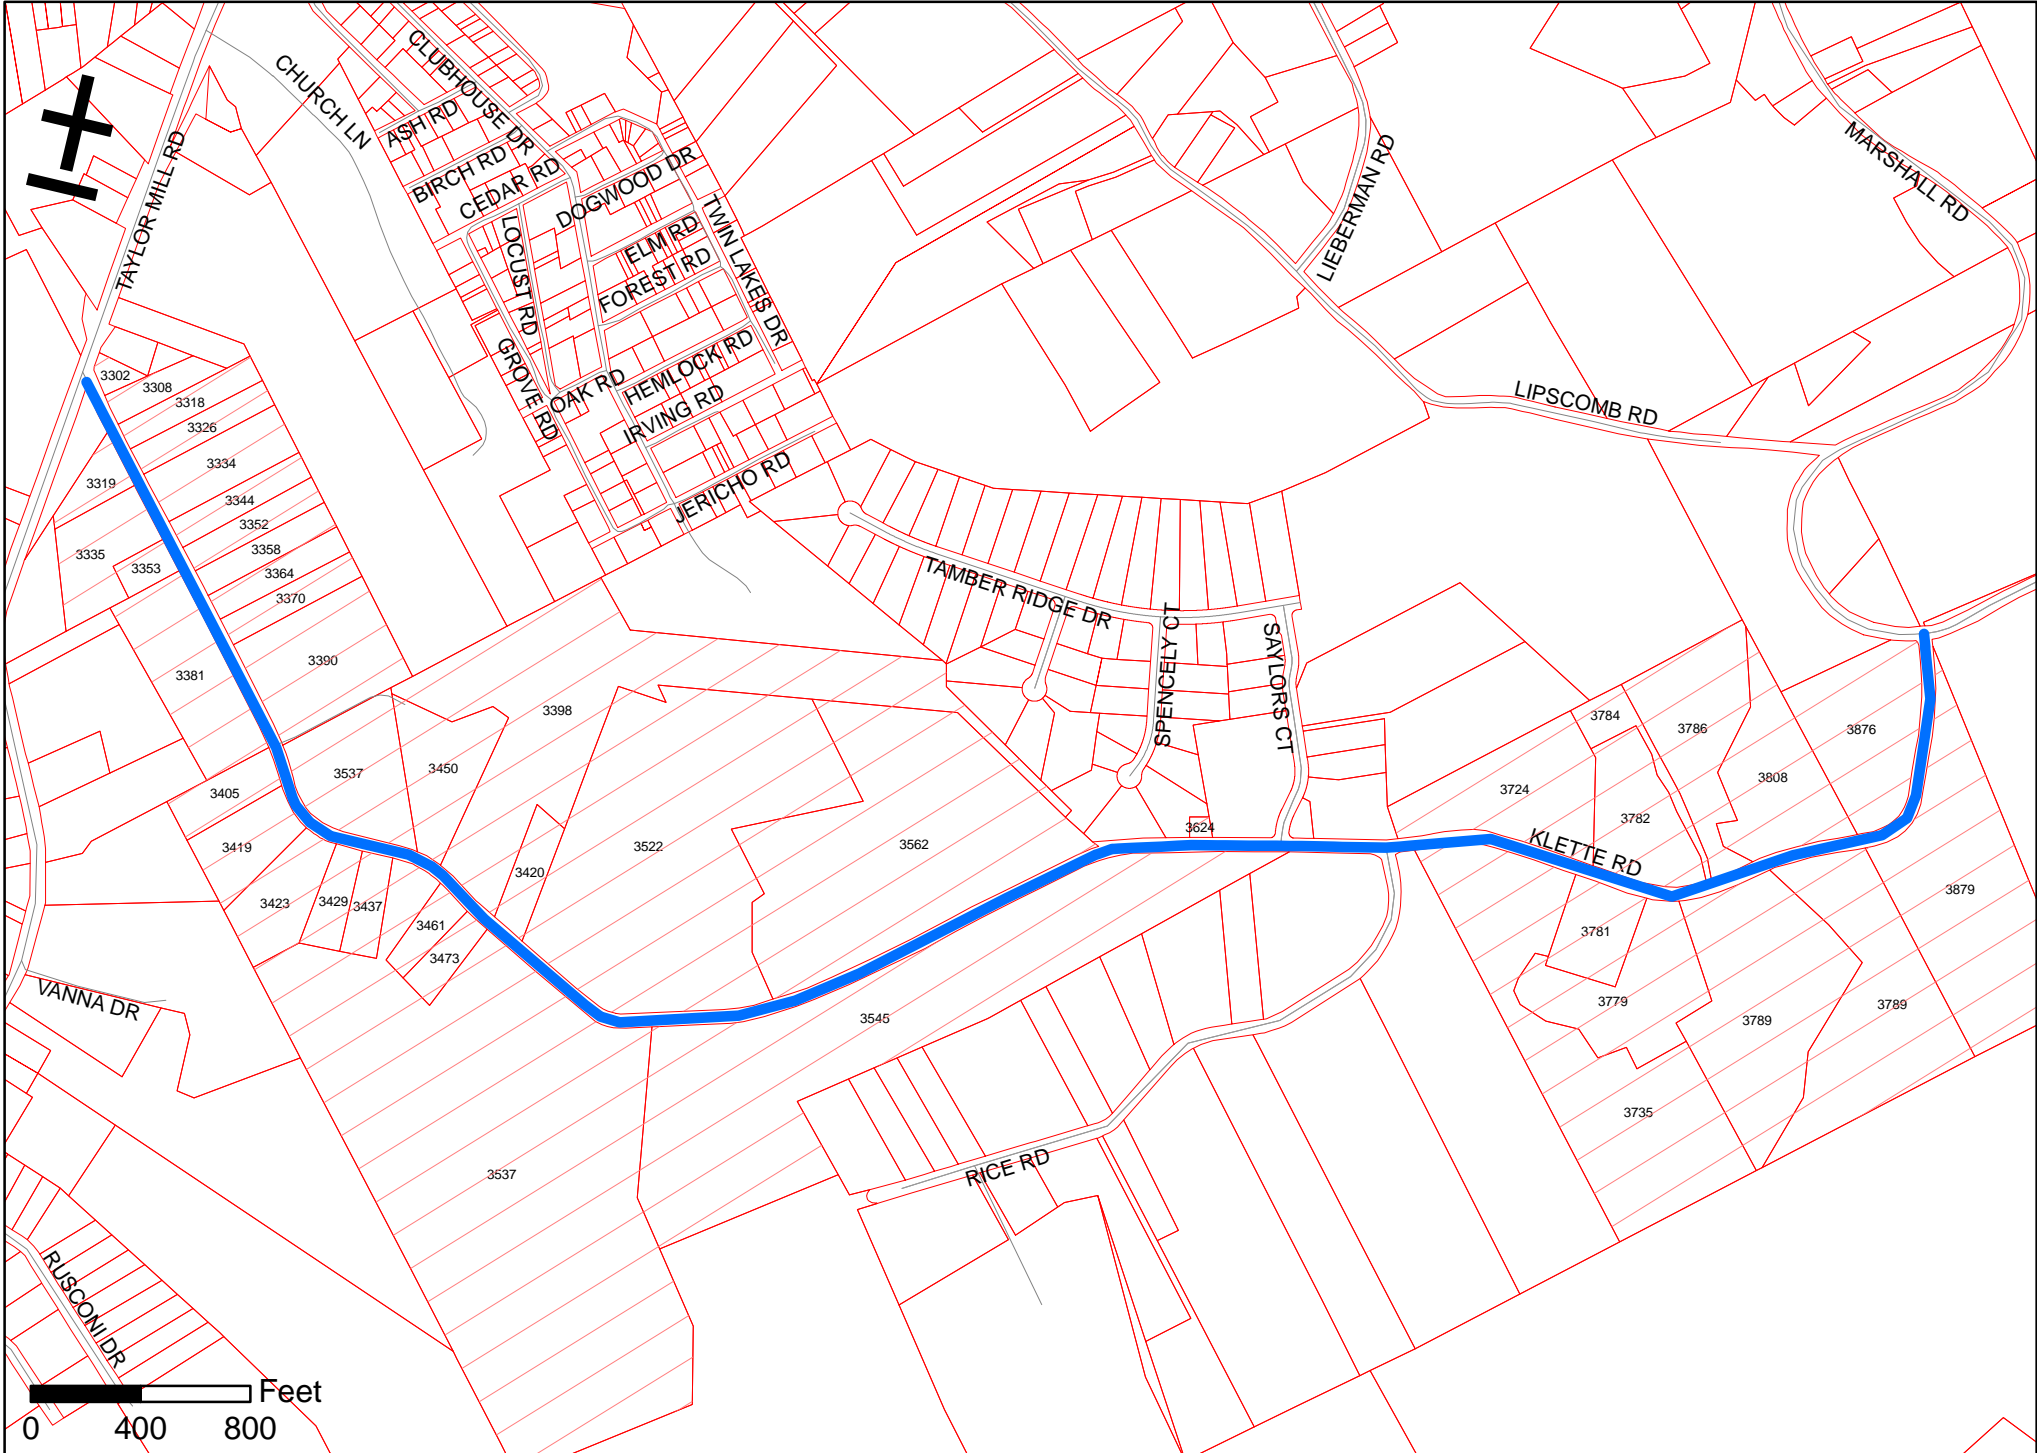 CLUBHOUSE DR
CHURCH LN
ASH RD
TAYLOR MILL RD
BIRCH RD
CEDAR RD
DOGWOOD DR
LOCUST RD
ELM RD
TWIN LAKES DR
FOREST RD
LIEBERMAN RD
MARSHALL RD
GROVE RD
HEMLOCK RD
OAK RD
IRVING RD
JERICHO RD
LIPSCOMB RD
3302
3308
3318
3326
3334
3319
3344
3352
3335
3358
3353
3364
3370
3390
3381
TAMBER RIDGE DR
SPENCELY CT
SAYLORS CT
3398
3784
3786
3876
3537
3450
3808
3405
3724
3782
3624
3419
3522
3562
KLETTE RD
3420
3879
3423
3429
3437
3461
3781
3473
3779
3789
3789
3545
VANNA DR
3735
3537
RICE RD
RUSCONI DR
Feet
0 400 800